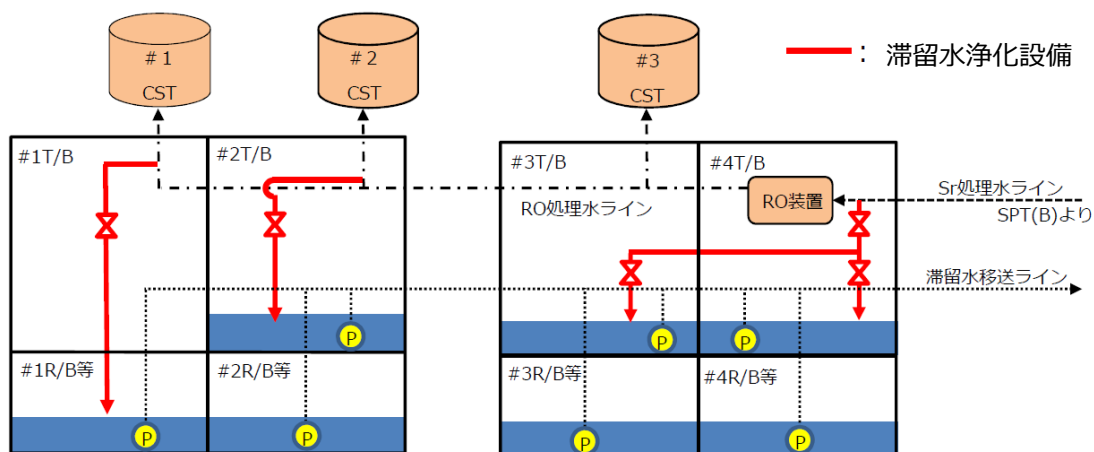 #1
CST
#2
CST
#3
CST
: 滞留水浄化設備
#1T/B
#2T/B
#3T/B
#4T/B
RO装置
Sr処理水ライン
SPT(B)より
RO処理水ライン
滞留水移送ライン
P
P
P
#1R/B等
#2R/B等
#3R/B等
#4R/B等
P
P
P
P